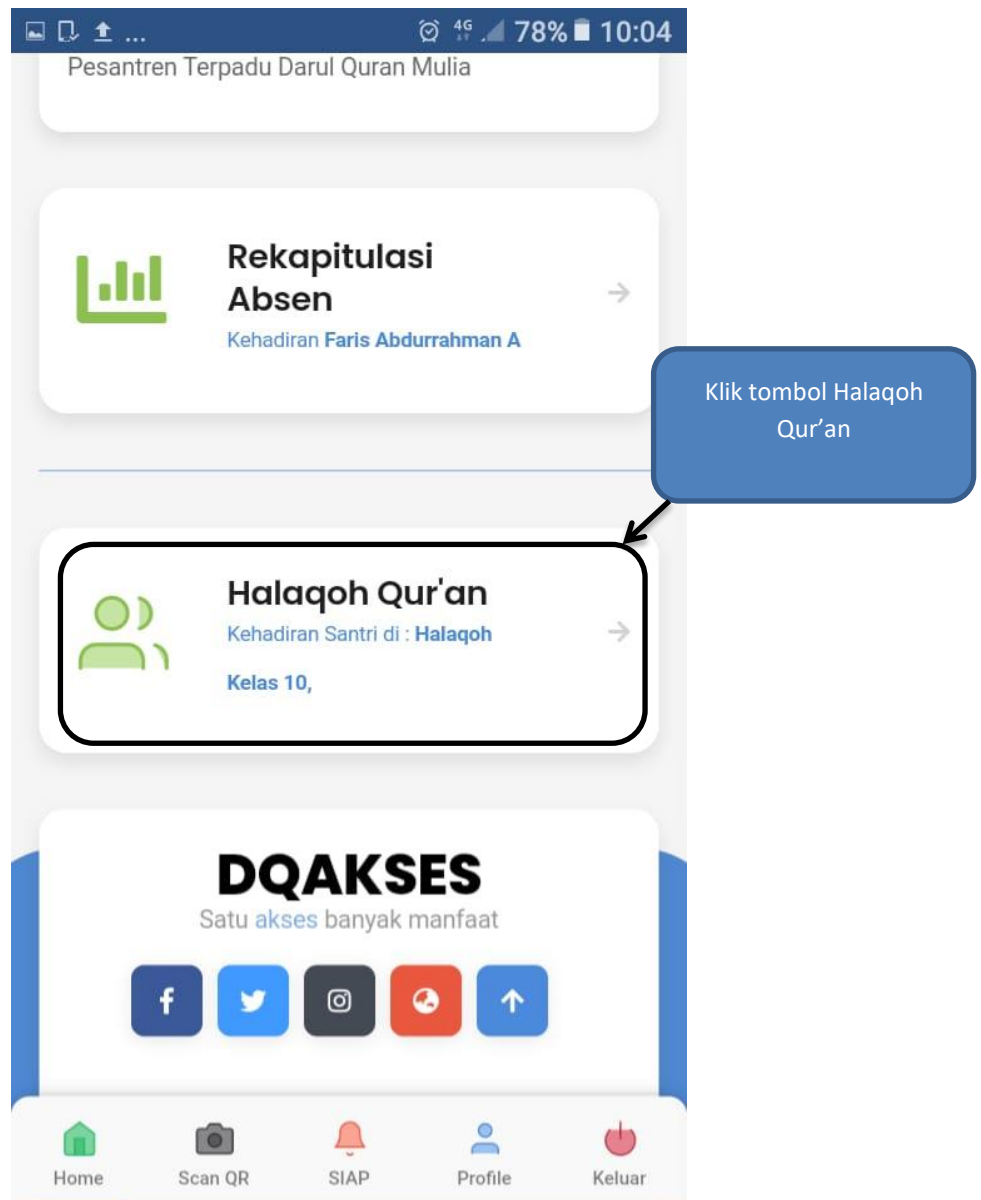 ... 4G 78% 10:04
Pesantren Terpadu Darul Quran Mulia
Rekapitulasi
Absen
Kehadiran Faris Abdurrahman A
Klik tombol Halaqoh
Qur’an
Halaqoh Qur'an
Kehadiran Santri di : Halaqoh
Kelas 10,
DQAKSES
Satu akses banyak manfaat
Home Scan QR SIAP Profile Keluar